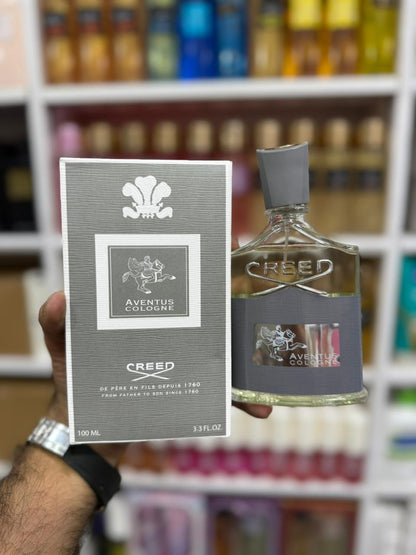 AVENTUS
COLOGNE
CREED
DE PÈRE EN FILS DEPUIS 1760
FROM FATHER TO SON SINCE 1760
100 ML 3.3 FL.OZ
CREED
AVENTUS
COLOGNE